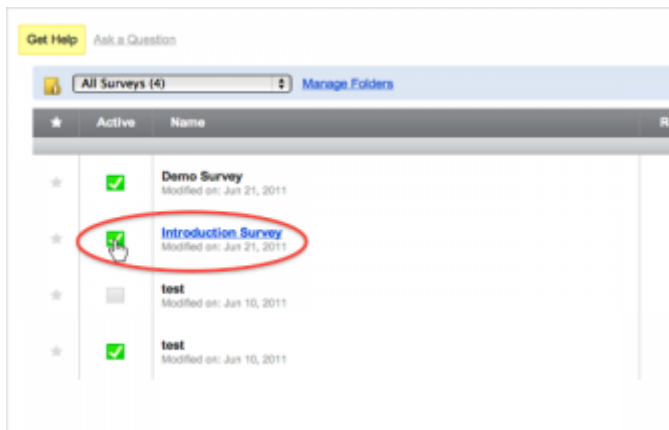 Get Help Ask a Question
All Surveys (4) Manage Folders
Active Name R
Demo Survey
Modified on: Jun 21, 2011
Introduction Survey
Modified on: Jun 21, 2011
test
Modified on: Jun 10, 2011
test
Modified on: Jun 10, 2011